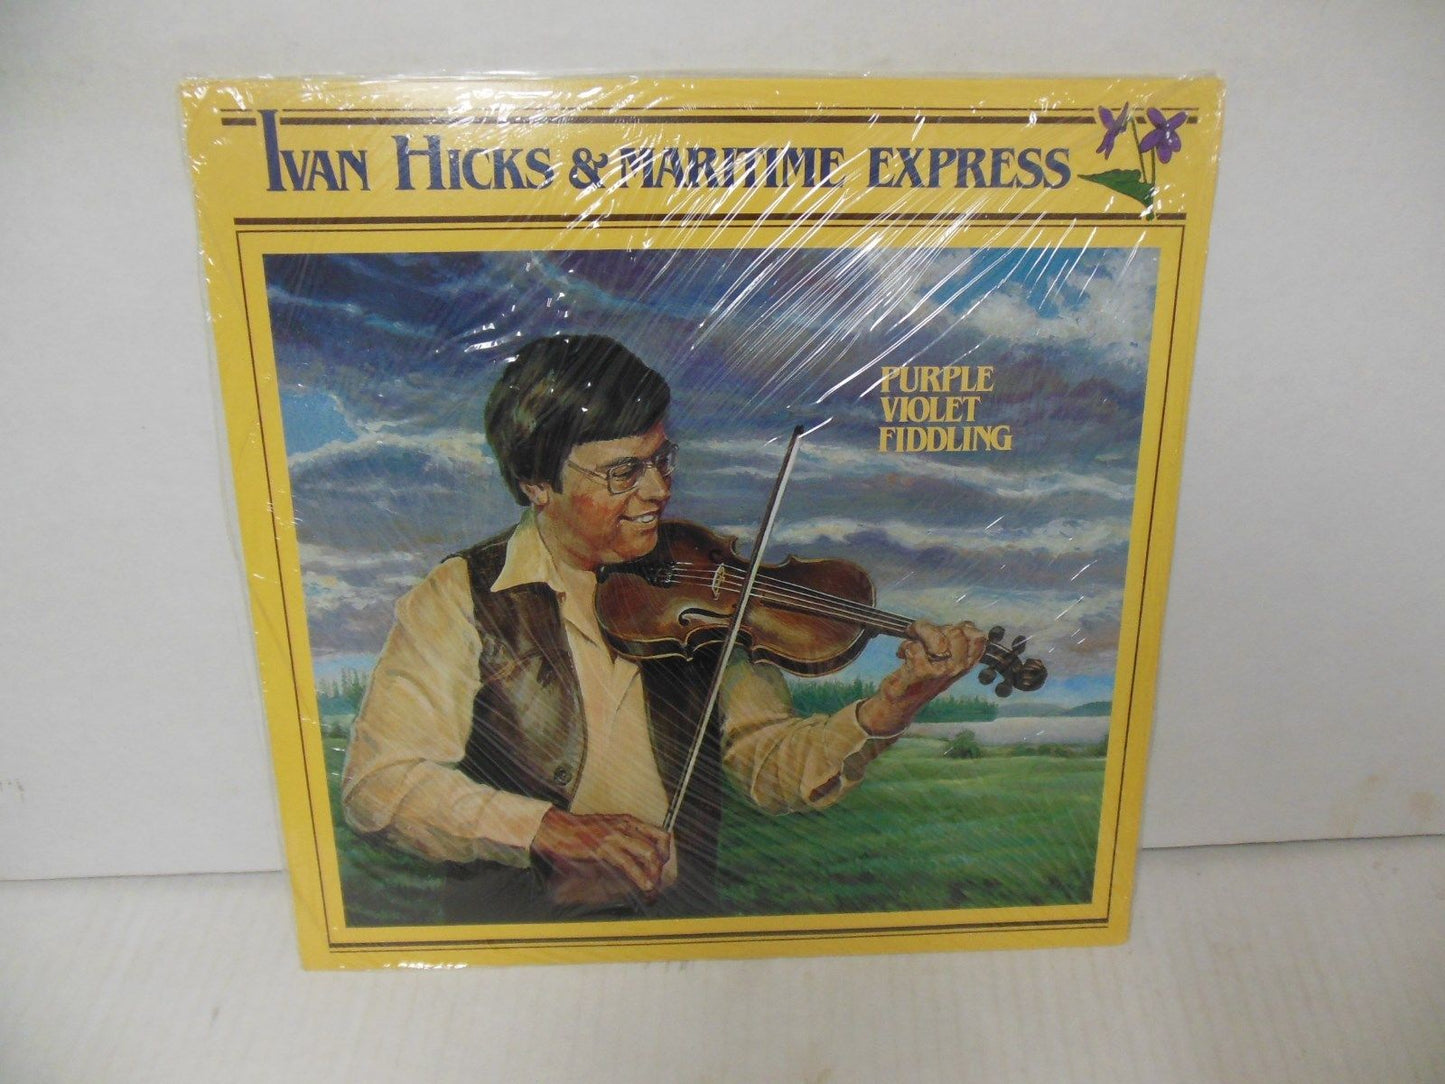 IVAN HICKS & MARITIME EXPRESS
PURPLE
VIOLET
FIDDLING